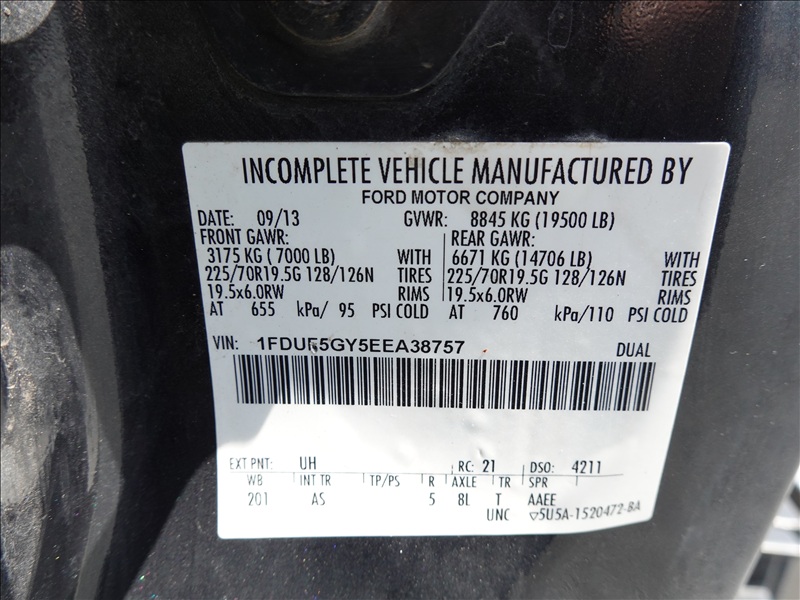 INCOMPLETE VEHICLE MANUFACTURED BY
FORD MOTOR COMPANY
DATE: 09/13 GVWR: 8845 KG (19500 LB)
FRONT GAWR: REAR GAWR:
3175 KG ( 7000 LB) WITH 6671 KG (14706 LB) WITH
225/70R19.5G 128/126N TIRES 225/70R19.5G 128/126N TIRES
19.5x6.0RW RIMS 19.5x6.0RW RIMS
AT 655 kPa/ 95 PSI COLD AT 760 kPa/110 PSI COLD
VIN: 1FDUF5GY5EEA38757 DUAL
EXT PNT: UH RC: 21 DSO: 4211
WB INT TR TP/PS R AXLE TR SPR
201 AS 5 8L T AAEE
UNC ▽5U5A-1520472-BA